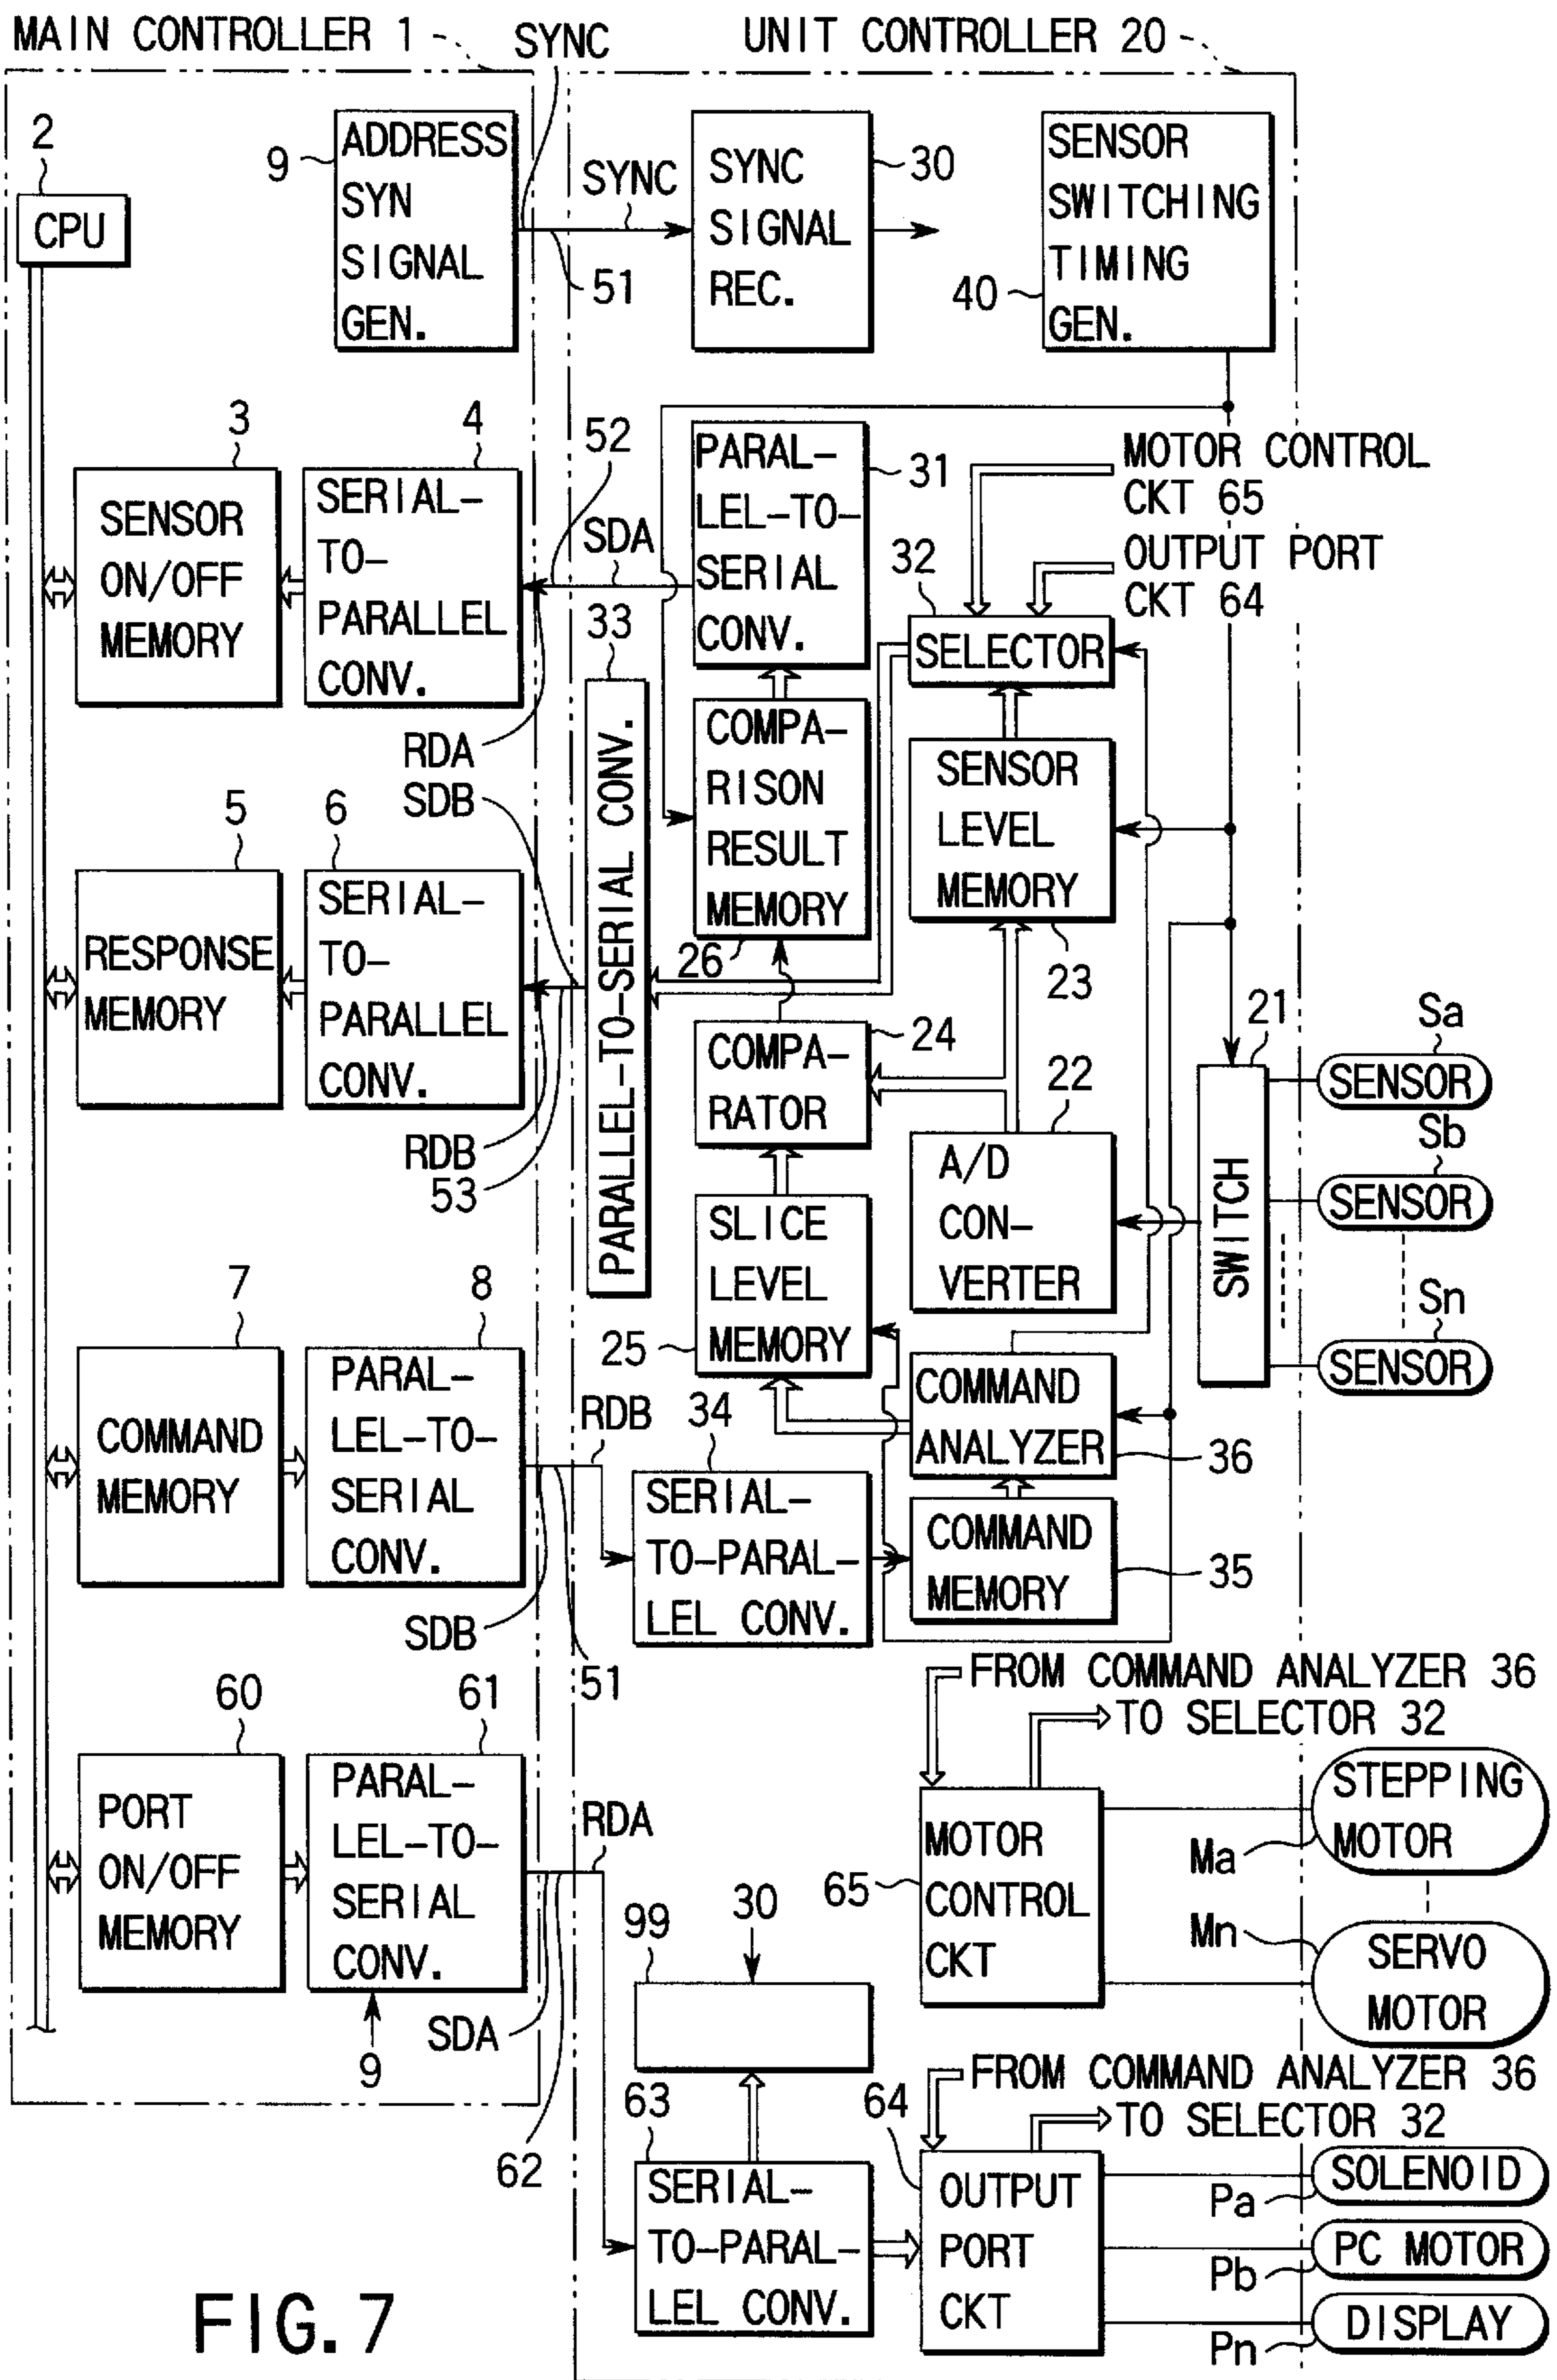 MAIN CONTROLLER 1
SYNC
UNIT CONTROLLER 20
2
CPU
9
ADDRESS
SYN
SIGNAL
GEN.
SYNC
51
SYNC
SIGNAL
REC.
30
SENSOR
SWITCHING
TIMING
GEN.
40
3
SENSOR
ON/OFF
MEMORY
4
SERIAL-
TO-
PARALLEL
CONV.
52
SDA
RDA
PARAL-
LEL-TO-
SERIAL
CONV.
31
MOTOR CONTROL
CKT 65
OUTPUT PORT
CKT 64
32
SELECTOR
33
PARALLEL-TO-SERIAL CONV.
COMPA-
RISON
RESULT
MEMORY
26
SENSOR
LEVEL
MEMORY
23
SDB
5
RESPONSE
MEMORY
6
SERIAL-
TO-
PARALLEL
CONV.
RDB
53
COMPA-
RATOR
24
22
A/D
CON-
VERTER
21
SWITCH
Sa
SENSOR
Sb
SENSOR
Sn
SENSOR
SLICE
LEVEL
MEMORY
25
7
COMMAND
MEMORY
8
PARAL-
LEL-TO-
SERIAL
CONV.
SDB
51
RDB
34
SERIAL-
TO-PARAL-
LEL CONV.
COMMAND
ANALYZER
36
COMMAND
MEMORY
35
60
PORT
ON/OFF
MEMORY
61
PARAL-
LEL-TO-
SERIAL
CONV.
9
SDA
62
RDA
FROM COMMAND ANALYZER 36
TO SELECTOR 32
65
MOTOR
CONTROL
CKT
STEPPING
MOTOR
Ma
Mn
SERVO
MOTOR
99
30
63
SERIAL-
TO-PARAL-
LEL CONV.
FROM COMMAND ANALYZER 36
TO SELECTOR 32
64
OUTPUT
PORT
CKT
SOLENOID
Pa
PC MOTOR
Pb
DISPLAY
Pn
FIG.7